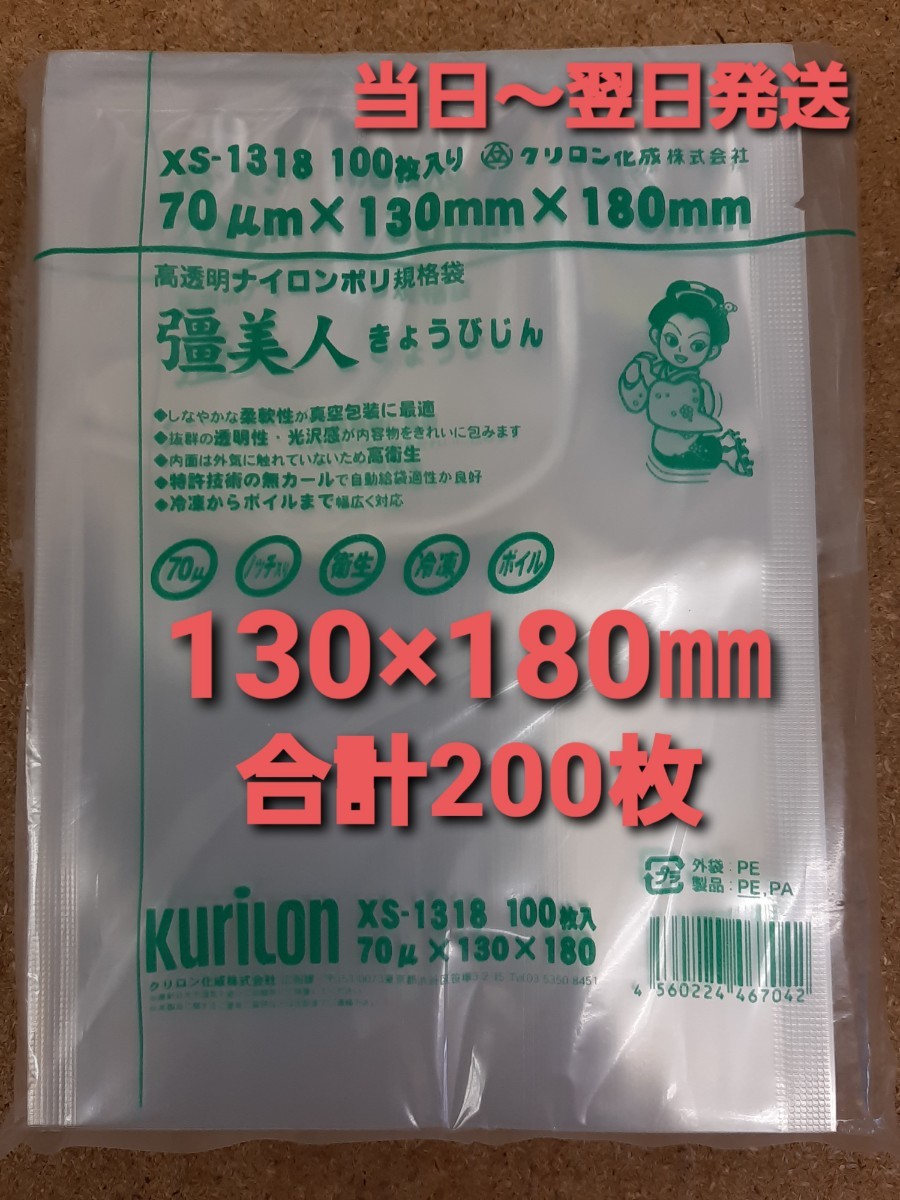 当日～翌日発送
XS-1318 100枚入り クリロン化成株式会社
70μm×130mm×180mm
高透明ナイロンポリ規格袋
彊美人 きょうびじん
◆しなやかな柔軟性が真空包装に最適
◆抜群の透明性・光沢感が内容物をきれいに包みます
◆内面は外気に触れていないため高衛生
◆特許技術の無カールで自動給袋適性が良好
◆冷凍からボイルまで幅広く対応
70μ ノッチ入り 衛生 冷凍 ボイル
130×180㎜
合計200枚
プラ 外袋:PE
製品:PE,PA
KuriLon XS-1318 100枚入
70μ×130×180
クリロン化成株式会社 Tel.03 5350 8451
4 560224 467042